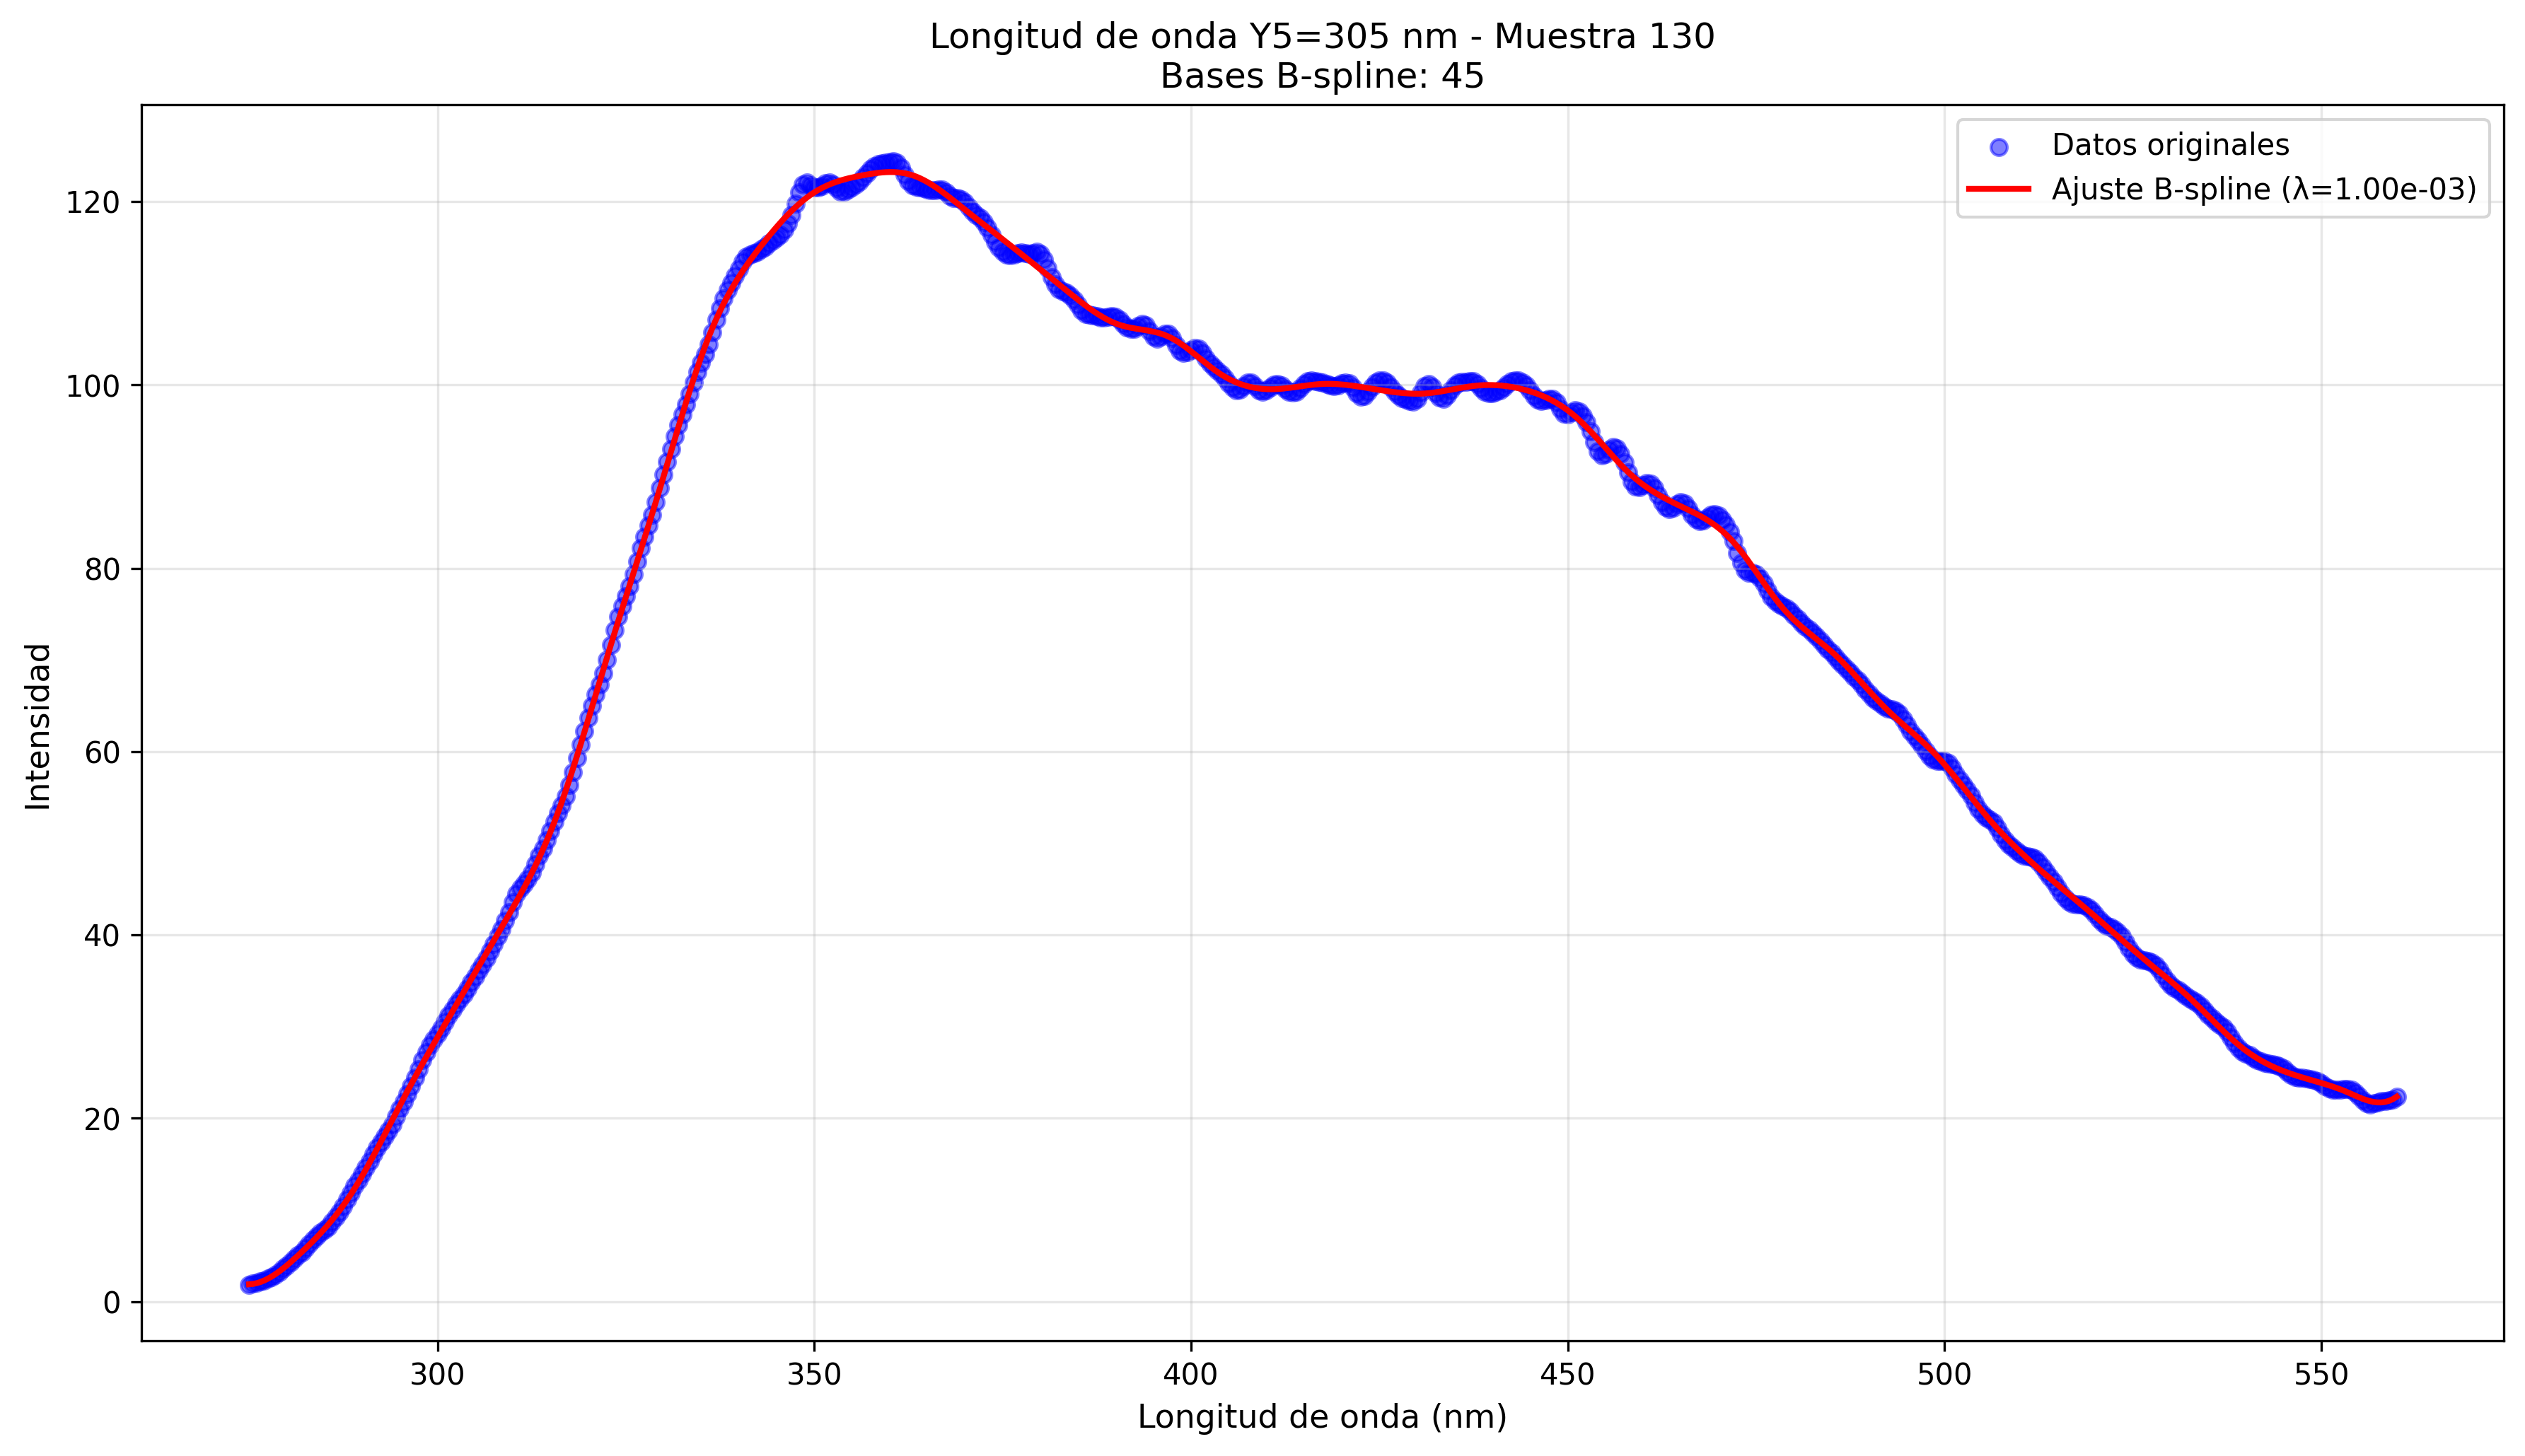 Longitud de onda Y5=305 nm - Muestra 130
Bases B-spline: 45
Datos originales
Ajuste B-spline (λ=1.00e-03)
Intensidad
120
100
80
60
40
20
0
300 350 400 450 500 550
Longitud de onda (nm)